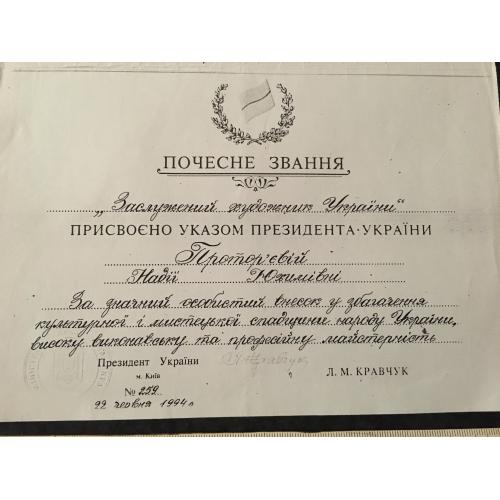 ПОЧЕСНЕ ЗВАННЯ
„Заслужений художник України“
ПРИСВОЄНО УКАЗОМ ПРЕЗИДЕНТА УКРАЇНИ
Протор'євій
Надії Юхимівні
За значний особистий внесок у збагачення
культурної і мистецької спадщини народу України,
високу виконавську та професійну майстерність
Президент України
м. Київ
Л. М. КРАВЧУК
№ 259
22 червня 1994 р.